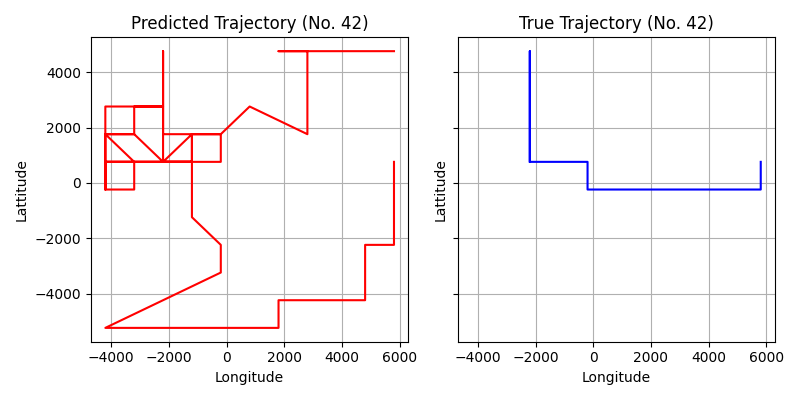 Predicted Trajectory (No. 42)
True Trajectory (No. 42)
Lattitude
4000
2000
0
−2000
−4000
−4000 −2000 0 2000 4000 6000
Longitude
Lattitude
−4000 −2000 0 2000 4000 6000
Longitude